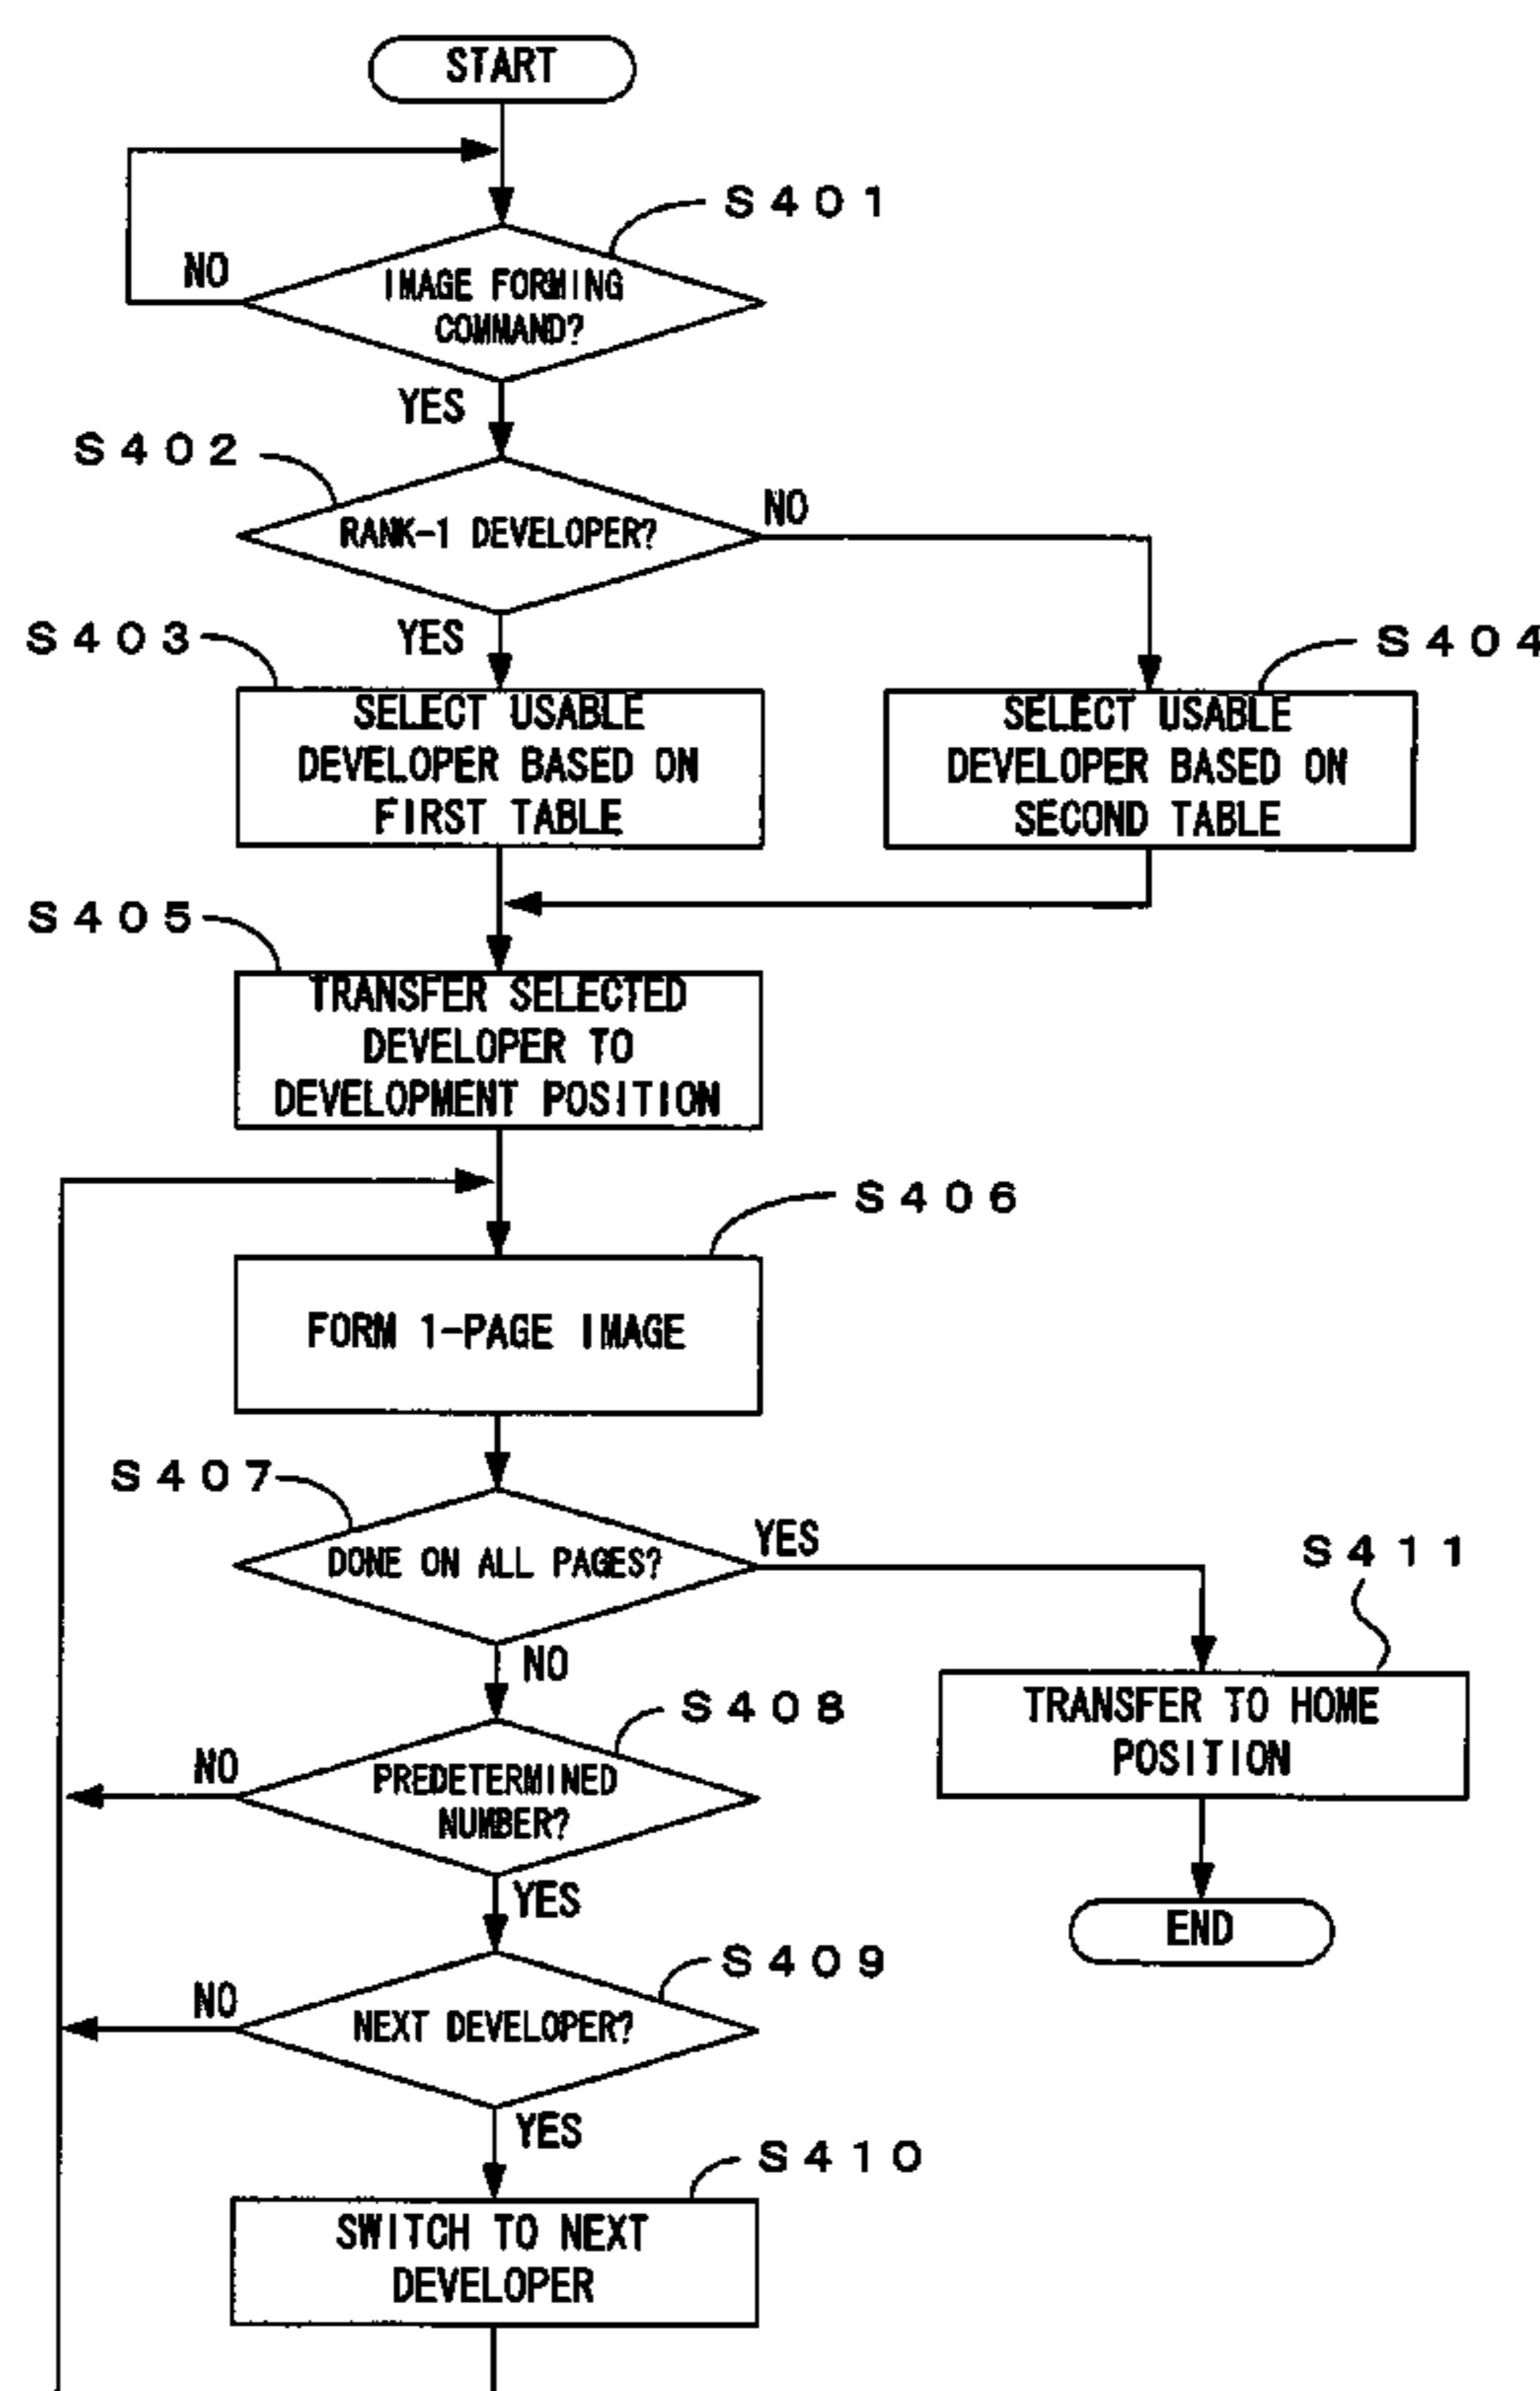 START
S401
NO
IMAGE FORMING
COMMAND?
YES
S402
NO
RANK-1 DEVELOPER?
YES
S403
S404
SELECT USABLE
DEVELOPER BASED ON
FIRST TABLE
SELECT USABLE
DEVELOPER BASED ON
SECOND TABLE
S405
TRANSFER SELECTED
DEVELOPER TO
DEVELOPMENT POSITION
S406
FORM 1-PAGE IMAGE
S407
YES
DONE ON ALL PAGES?
S411
NO
TRANSFER TO HOME
POSITION
S408
NO
PREDETERMINED
NUMBER?
YES
END
S409
NO
NEXT DEVELOPER?
YES
S410
SWITCH TO NEXT
DEVELOPER